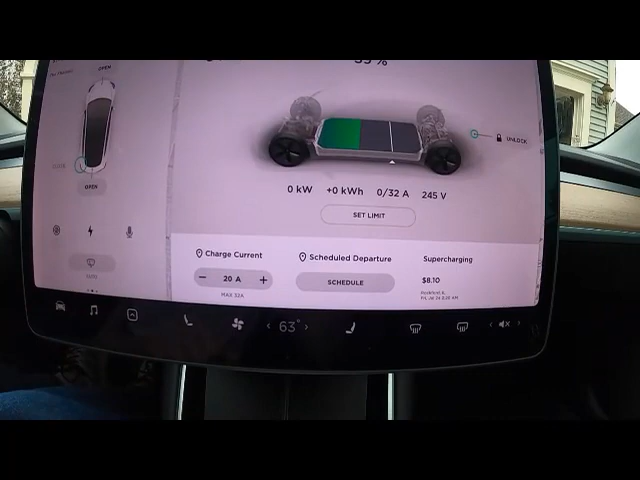 OPEN
%
UNLOCK
OPEN
0 kW +0 kWh 0/32 A 245 V
SET LIMIT
Charge Current
− 20 A +
MAX 32A
Scheduled Departure
SCHEDULE
Supercharging
$8.10
AUTO
< 63° >